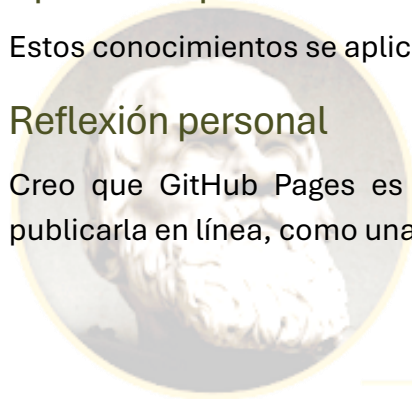 Estos conocimientos se aplic
Reflexión personal
Creo que GitHub Pages es
publicarla en línea, como una